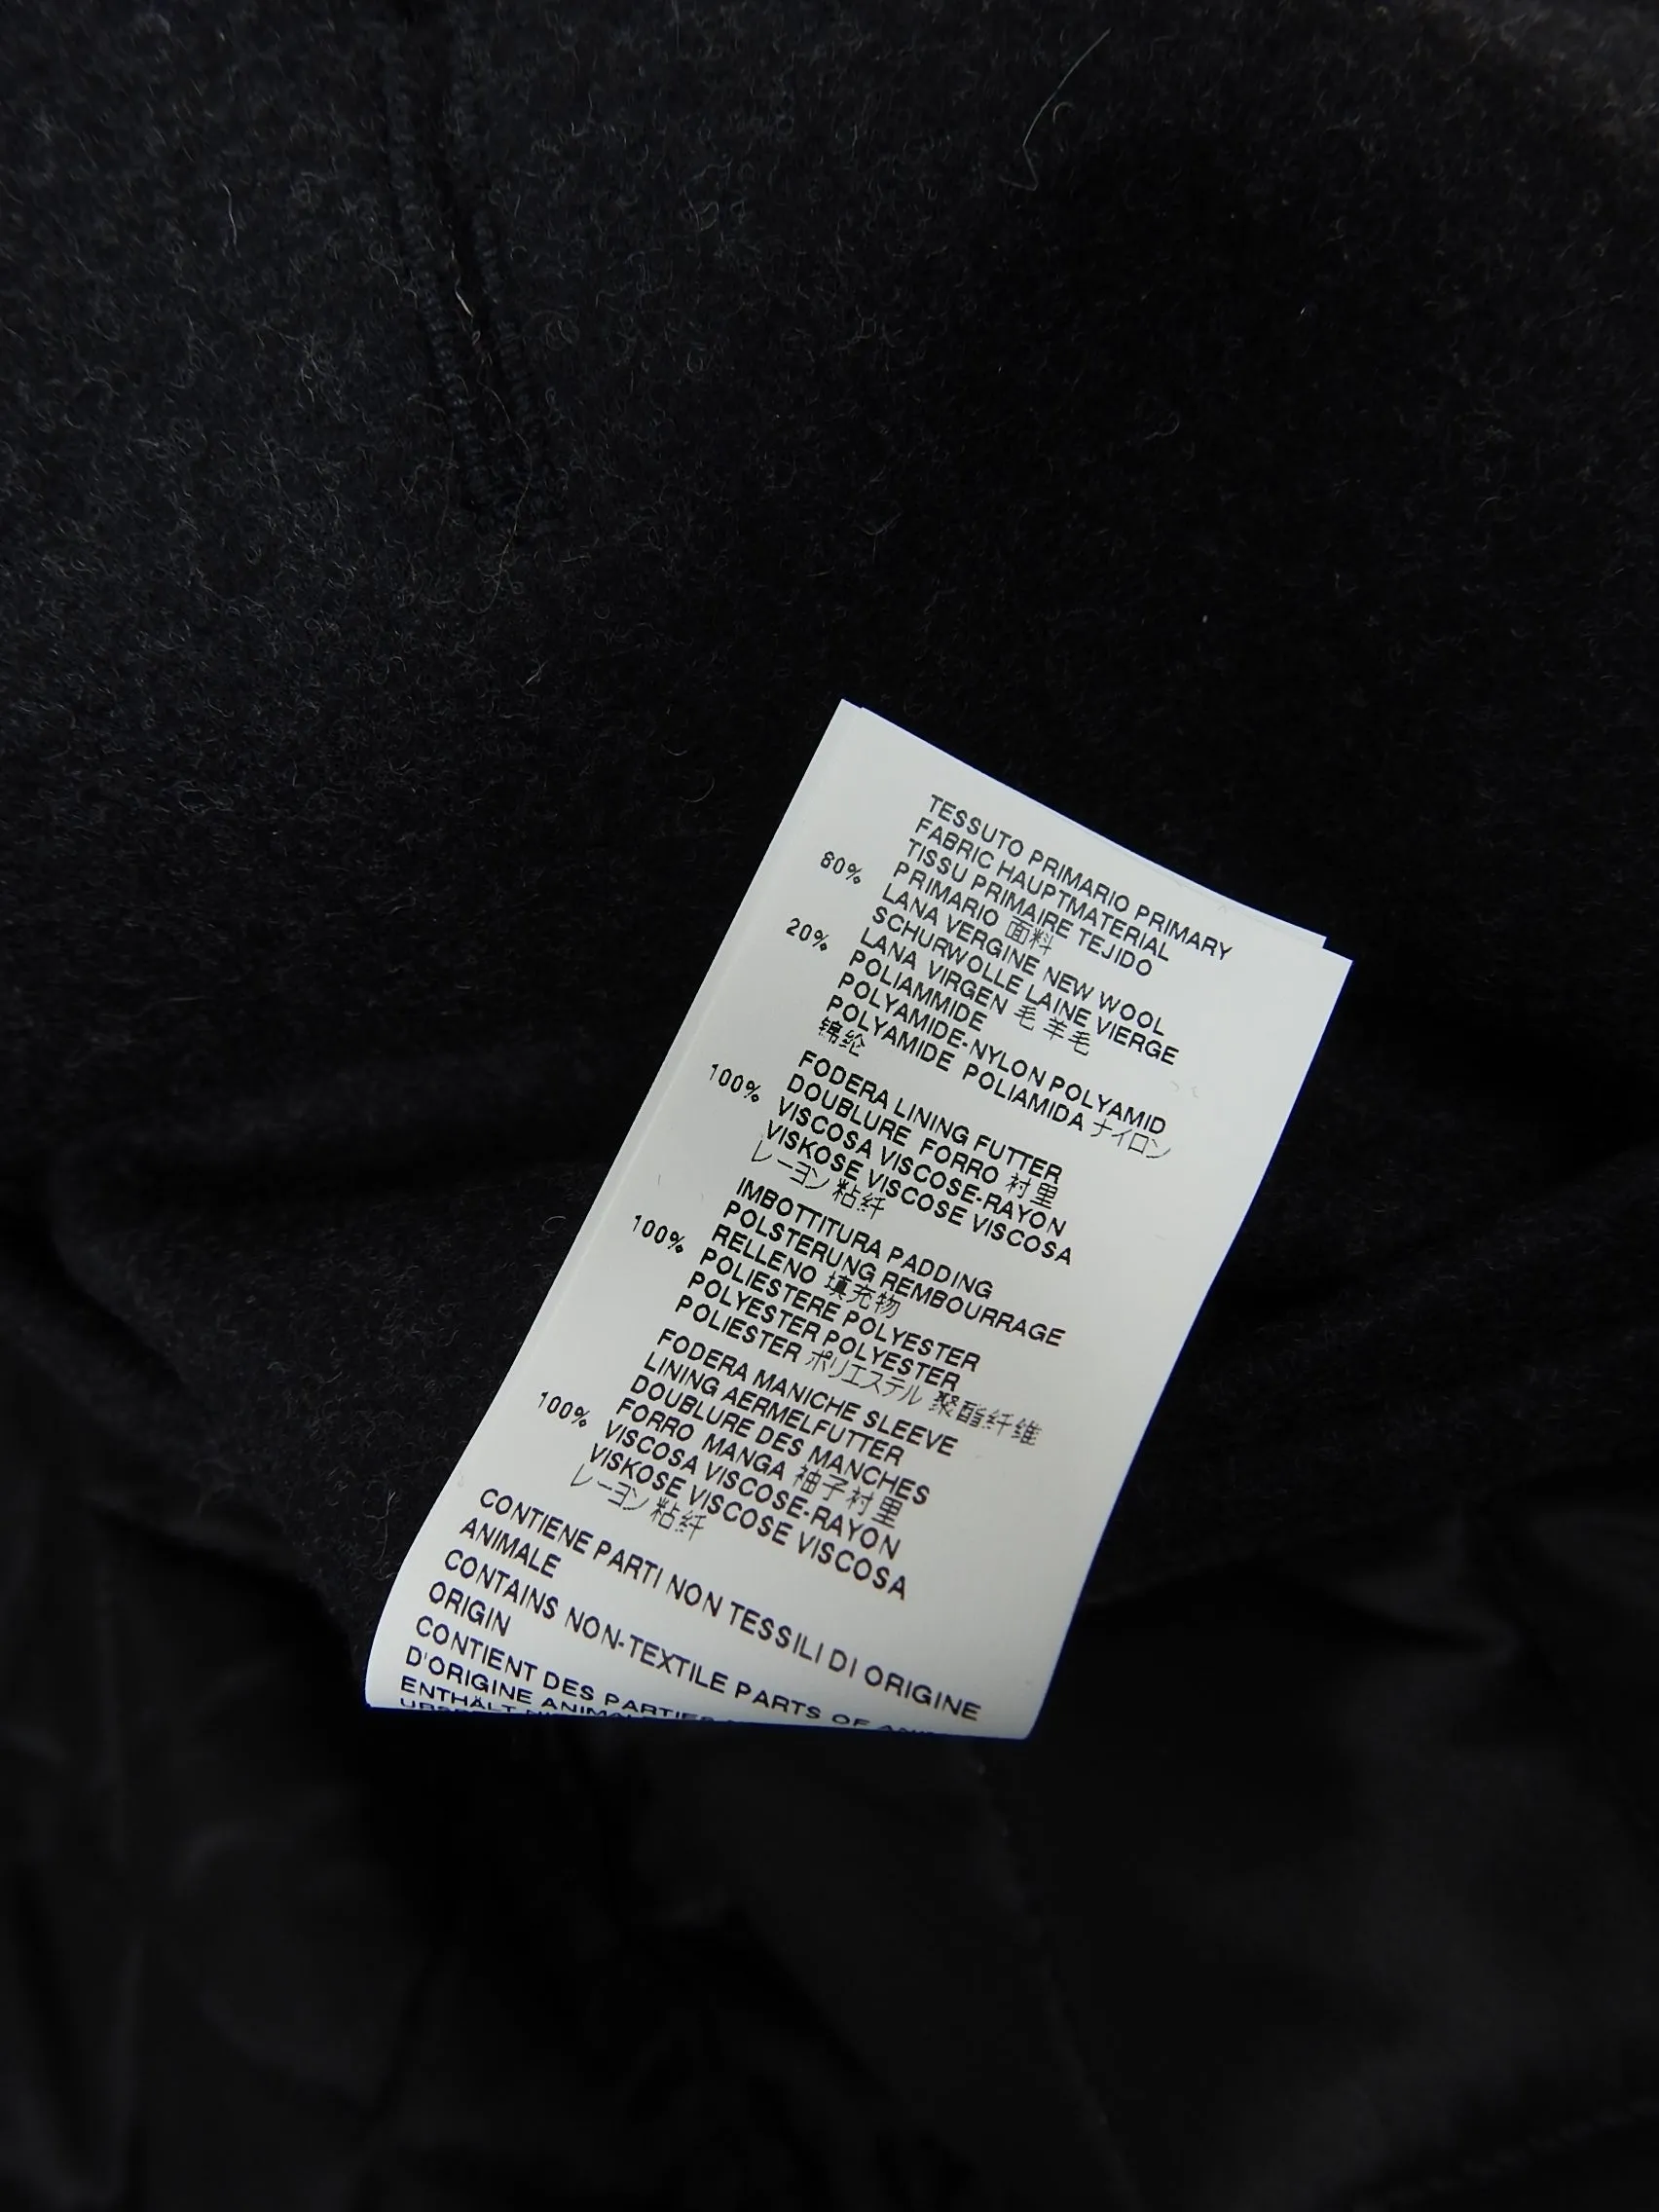 TESSUTO PRIMARIO PRIMARY
FABRIC HAUPTMATERIAL
TISSU PRIMAIRE TEJIDO
PRIMARIO 面料
80% LANA VERGINE NEW WOOL
SCHURWOLLE LAINE VIERGE
LANA VIRGEN 毛 羊毛
20% POLIAMMIDE
POLYAMIDE-NYLON POLYAMID
POLYAMIDE POLIAMIDA ナイロン
锦纶
FODERA LINING FUTTER
DOUBLURE FORRO 衬里
100% VISCOSA VISCOSE-RAYON
VISKOSE VISCOSE VISCOSA
レーヨン 粘纤
IMBOTTITURA PADDING
POLSTERUNG REMBOURRAGE
RELLENO 填充物
100% POLIESTERE POLYESTER
POLYESTER POLYESTER
POLIESTER ポリエステル 聚酯纤维
FODERA MANICHE SLEEVE
LINING AERMELFUTTER
DOUBLURE DES MANCHES
FORRO MANGA 袖子衬里
100% VISCOSA VISCOSE-RAYON
VISKOSE VISCOSE VISCOSA
レーヨン 粘纤
CONTIENE PARTI NON TESSILI DI ORIGINE
ANIMALE
CONTAINS NON-TEXTILE PARTS OF
ORIGIN
CONTIENT DES PARTIES
D'ORIGINE
ENTHÄLT